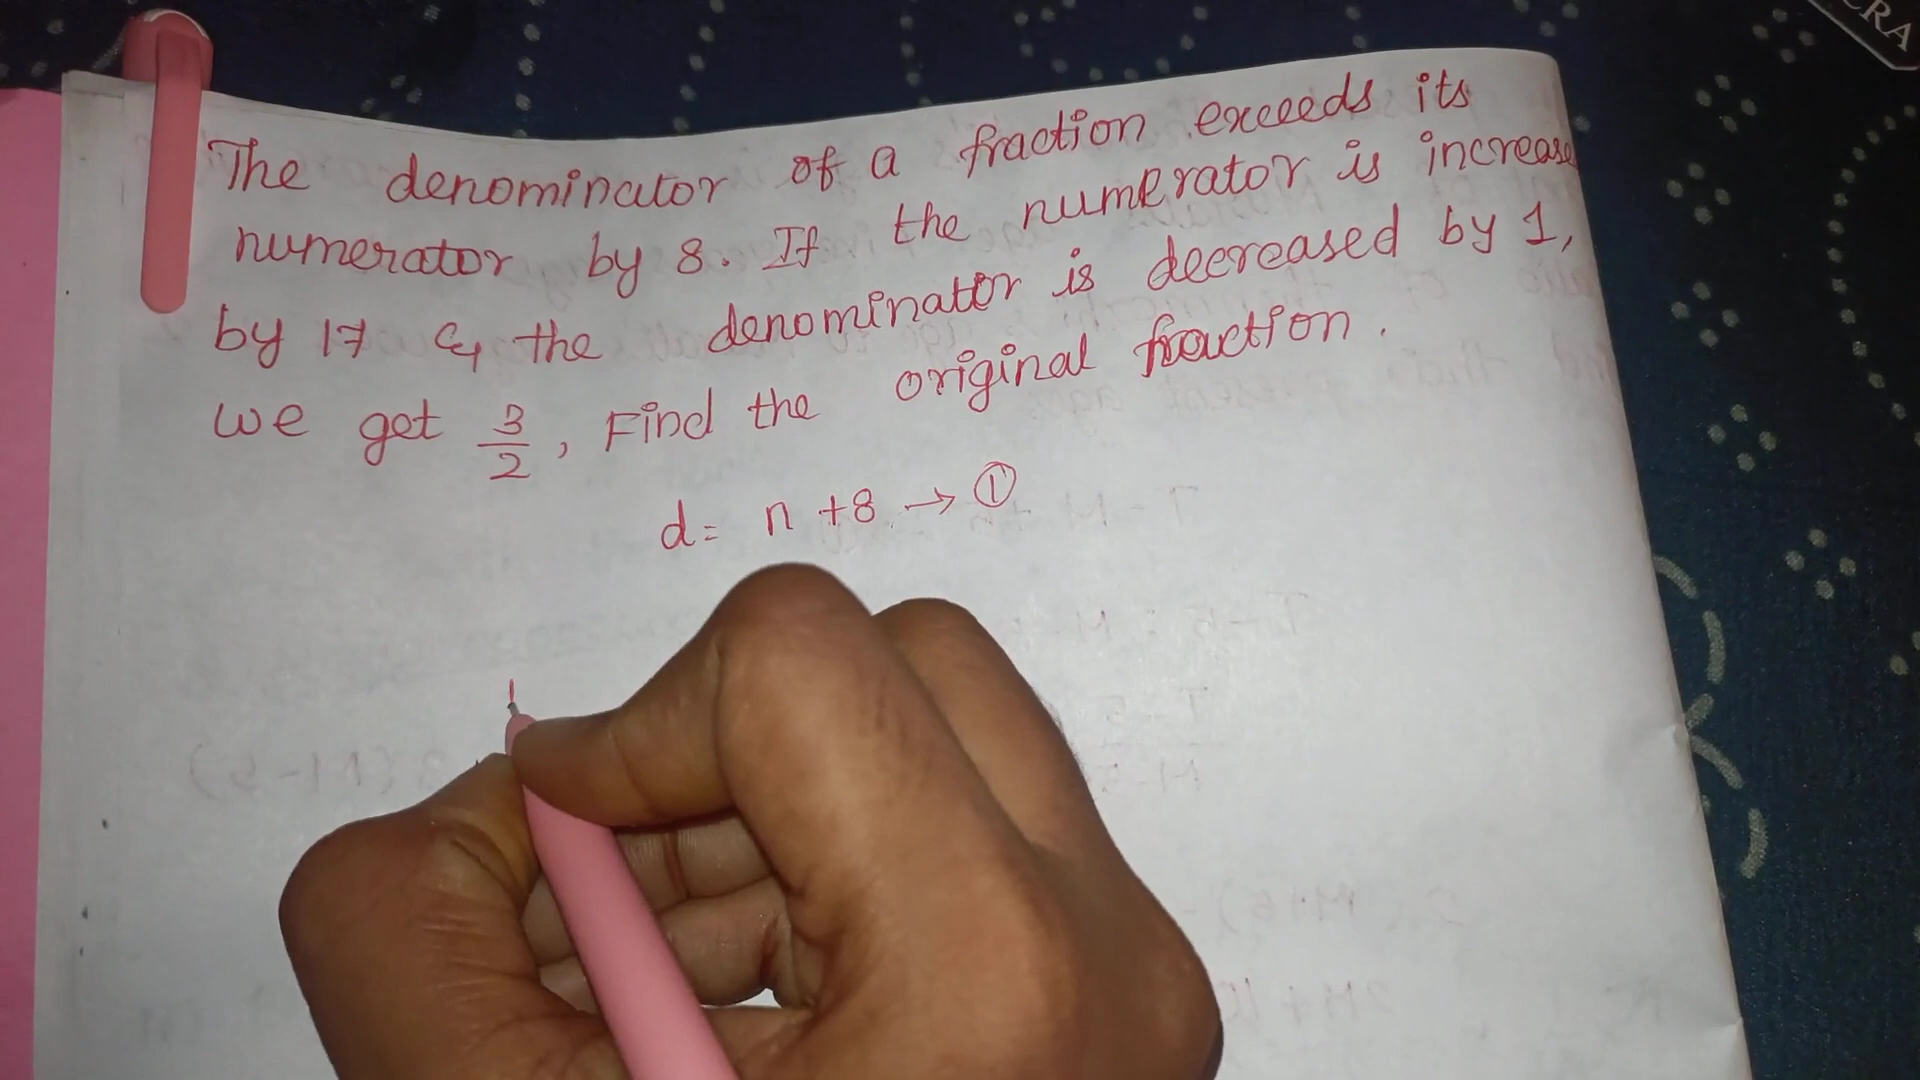 The denominator of a fraction exceeds its
numerator by 8. If the numerator is increase
by 17 & the denominator is decreased by 1,
we get 3/2, Find the original fraction.
d = n + 8 → ①